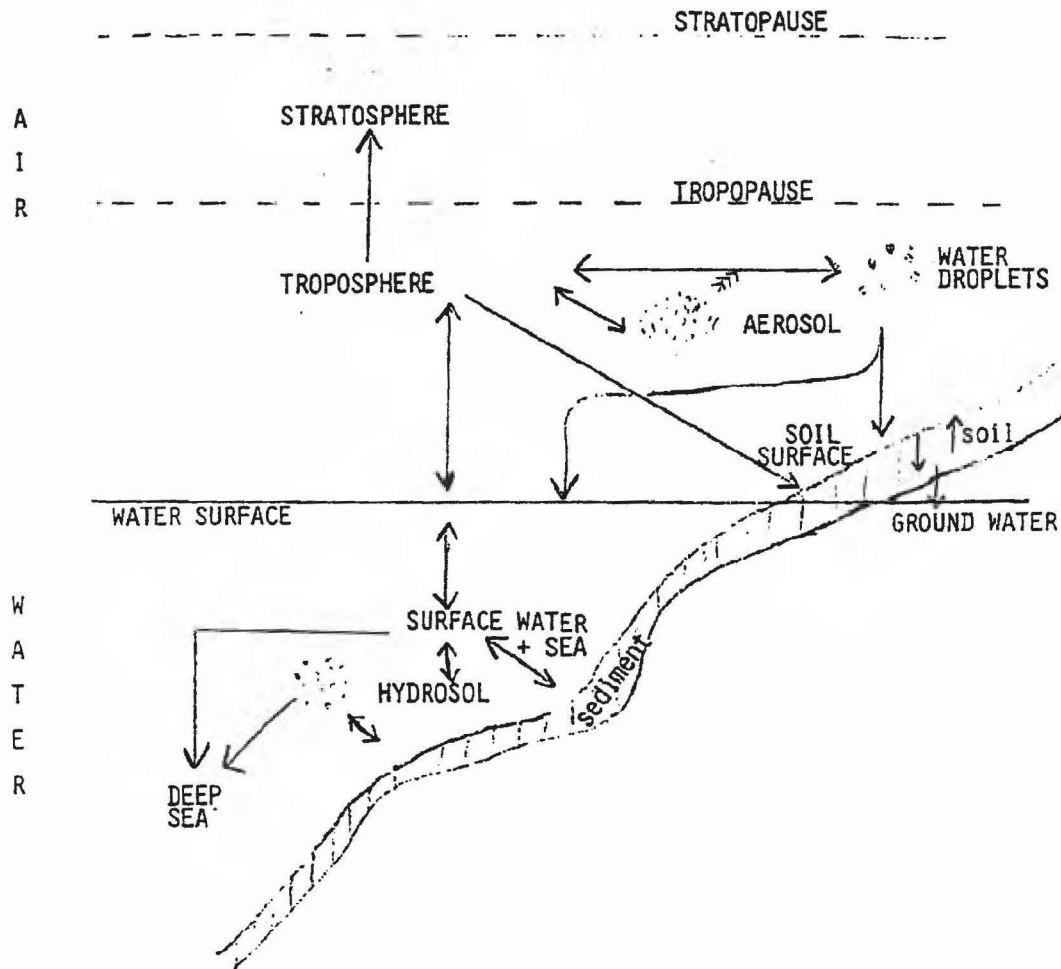 STRATOPAUSE
STRATOSPHERE
A
I
R
TROPOPAUSE
TROPOSPHERE
WATER
DROPLETS
AEROSOL
SOIL
SURFACE
soil
WATER SURFACE
GROUND WATER
W
A
T
E
R
SURFACE WATER
+ SEA
HYDROSOL
sediment
DEEP
SEA